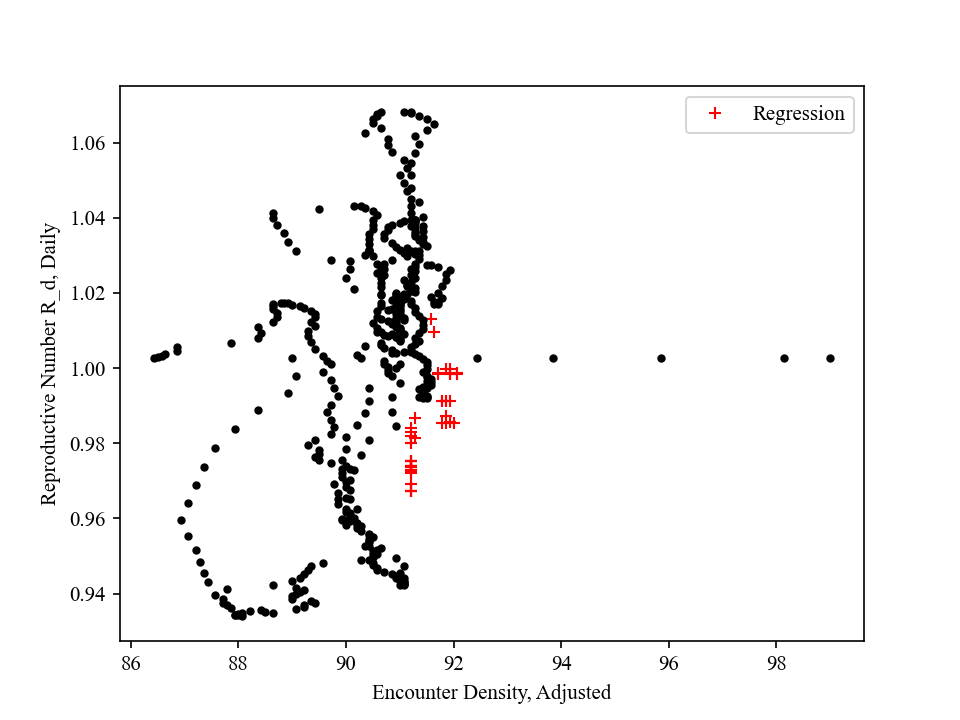 Regression
1.06
1.04
1.02
1.00
0.98
0.96
0.94
Reproductive Number R_d, Daily
86 88 90 92 94 96 98
Encounter Density, Adjusted